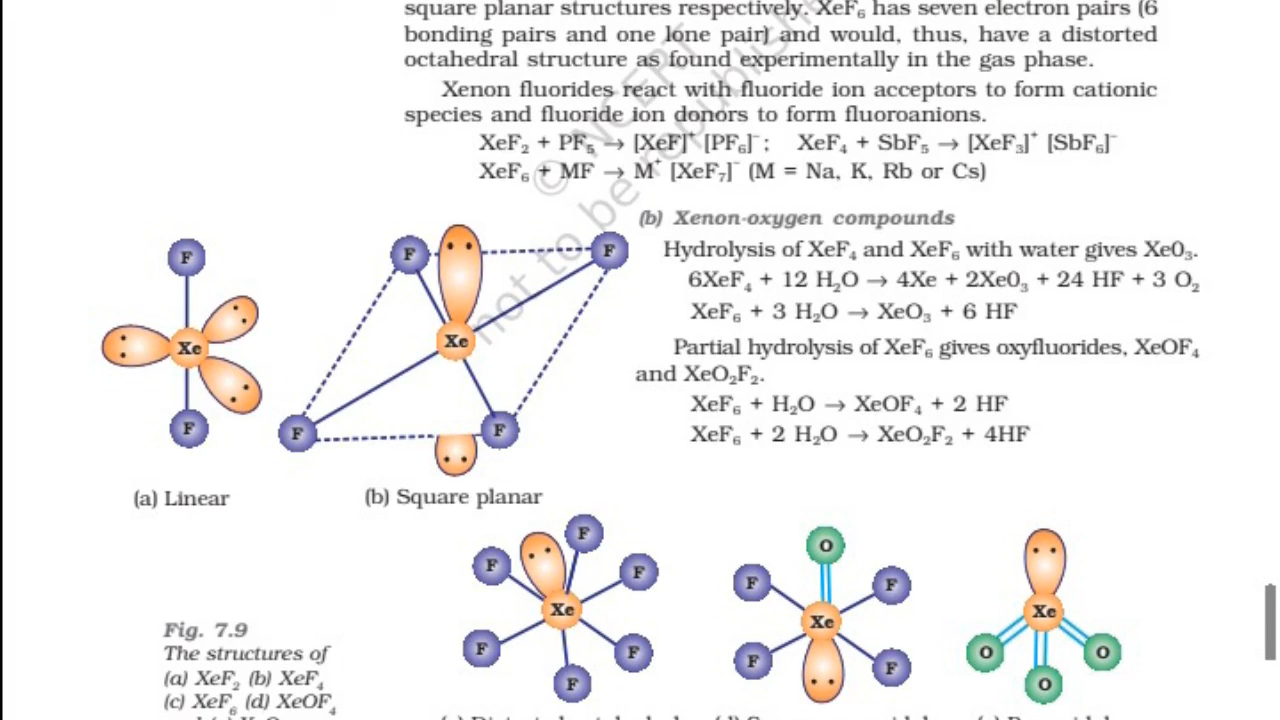 square planar structures respectively. XeF₆ has seven electron pairs (6
bonding pairs and one lone pair) and would, thus, have a distorted
octahedral structure as found experimentally in the gas phase.
Xenon fluorides react with fluoride ion acceptors to form cationic
species and fluoride ion donors to form fluoroanions.
XeF₂ + PF₅ → [XeF]⁺ [PF₆]⁻ ; XeF₄ + SbF₅ → [XeF₃]⁺ [SbF₆]⁻
XeF₆ + MF → M⁺ [XeF₇]⁻ (M = Na, K, Rb or Cs)
© NCERT
not to be republished
(b) Xenon-oxygen compounds
Hydrolysis of XeF₄ and XeF₆ with water gives Xe0₃.
6XeF₄ + 12 H₂O → 4Xe + 2Xe0₃ + 24 HF + 3 O₂
XeF₆ + 3 H₂O → XeO₃ + 6 HF
Partial hydrolysis of XeF₆ gives oxyfluorides, XeOF₄
and XeO₂F₂.
XeF₆ + H₂O → XeOF₄ + 2 HF
XeF₆ + 2 H₂O → XeO₂F₂ + 4HF
F
Xe
F
F
F
Xe
F
F
(a) Linear
(b) Square planar
F
F
F
Xe
F
F
F
O
F
F
Xe
F
F
Xe
O
O
O
Fig. 7.9
The structures of
(a) XeF₂ (b) XeF₄
(c) XeF₆ (d) XeOF₄